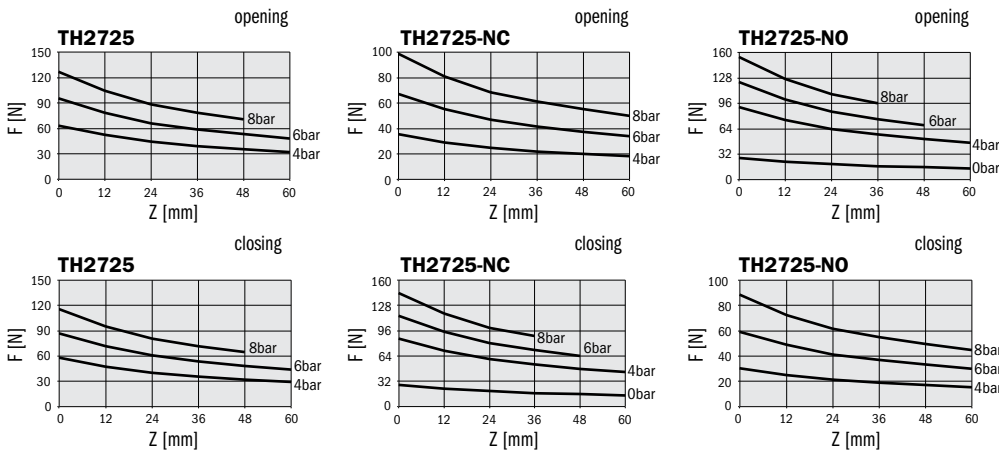 opening
TH2725
F [N]
150
120
90
60
30
0
0 12 24 36 48 60
Z [mm]
8bar
6bar
4bar
opening
TH2725-NC
F [N]
100
80
60
40
20
0
0 12 24 36 48 60
Z [mm]
8bar
6bar
4bar
opening
TH2725-NO
F [N]
160
128
96
64
32
0
0 12 24 36 48 60
Z [mm]
8bar
6bar
4bar
0bar
closing
TH2725
F [N]
150
120
90
60
30
0
0 12 24 36 48 60
Z [mm]
8bar
6bar
4bar
closing
TH2725-NC
F [N]
160
128
96
64
32
0
0 12 24 36 48 60
Z [mm]
8bar
6bar
4bar
0bar
closing
TH2725-NO
F [N]
100
80
60
40
20
0
0 12 24 36 48 60
Z [mm]
8bar
6bar
4bar